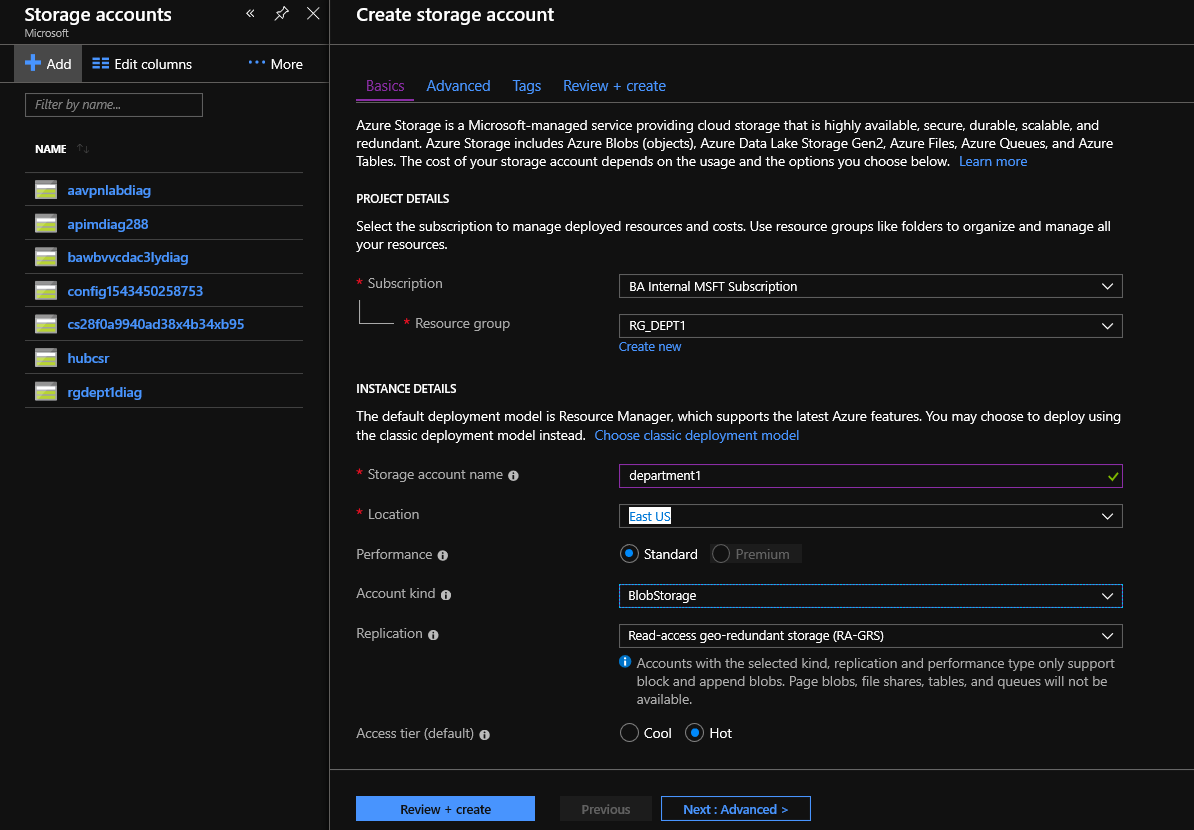 Storage accounts
Microsoft
Add
Edit columns
More
Filter by name...
NAME
aavpnlabdiag
apimdiag288
bawbvvcdac3lydiag
config1543450258753
cs28f0a9940ad38x4b34xb95
hubcsr
rgdept1diag
Create storage account
Basics Advanced Tags Review + create
Azure Storage is a Microsoft-managed service providing cloud storage that is highly available, secure, durable, scalable, and
redundant. Azure Storage includes Azure Blobs (objects), Azure Data Lake Storage Gen2, Azure Files, Azure Queues, and Azure
Tables. The cost of your storage account depends on the usage and the options you choose below. Learn more
PROJECT DETAILS
Select the subscription to manage deployed resources and costs. Use resource groups like folders to organize and manage all
your resources.
* Subscription BA Internal MSFT Subscription
* Resource group RG_DEPT1
Create new
INSTANCE DETAILS
The default deployment model is Resource Manager, which supports the latest Azure features. You may choose to deploy using
the classic deployment model instead. Choose classic deployment model
* Storage account name department1
* Location East US
Performance Standard Premium
Account kind BlobStorage
Replication Read-access geo-redundant storage (RA-GRS)
Accounts with the selected kind, replication and performance type only support
block and append blobs. Page blobs, file shares, tables, and queues will not be
available.
Access tier (default) Cool Hot
Review + create Previous Next : Advanced >